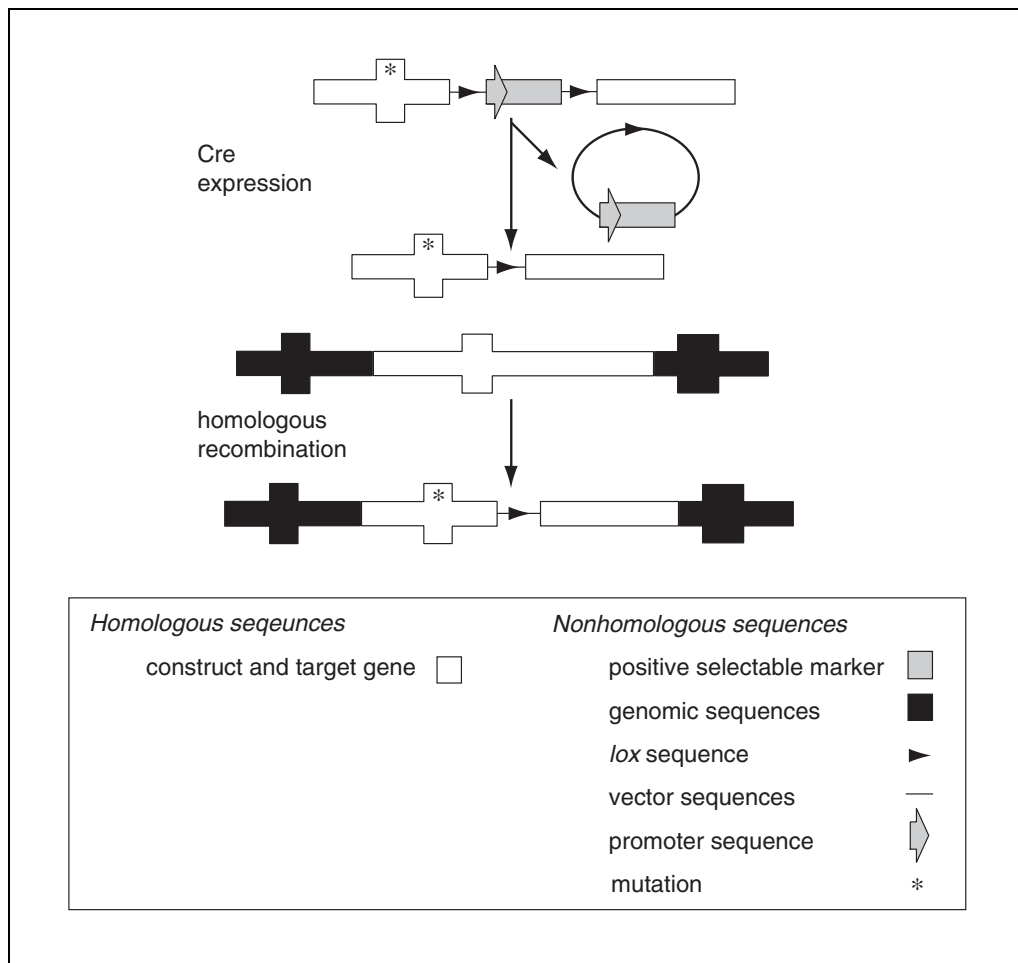 *
Cre
expression
*
homologous
recombination
*
Homologous seqeunces
construct and target gene
Nonhomologous sequences
positive selectable marker
genomic sequences
lox sequence
vector sequences
promoter sequence
mutation *